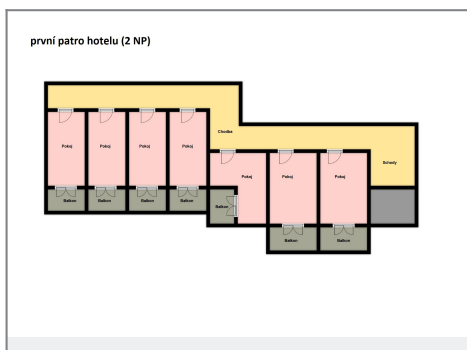 první patro hotelu (2 NP)
Chodba
Pokoj Pokoj Pokoj Pokoj
Schody
Pokoj Pokoj Pokoj
Balkon Balkon Balkon Balkon
Balkon
Balkon Balkon